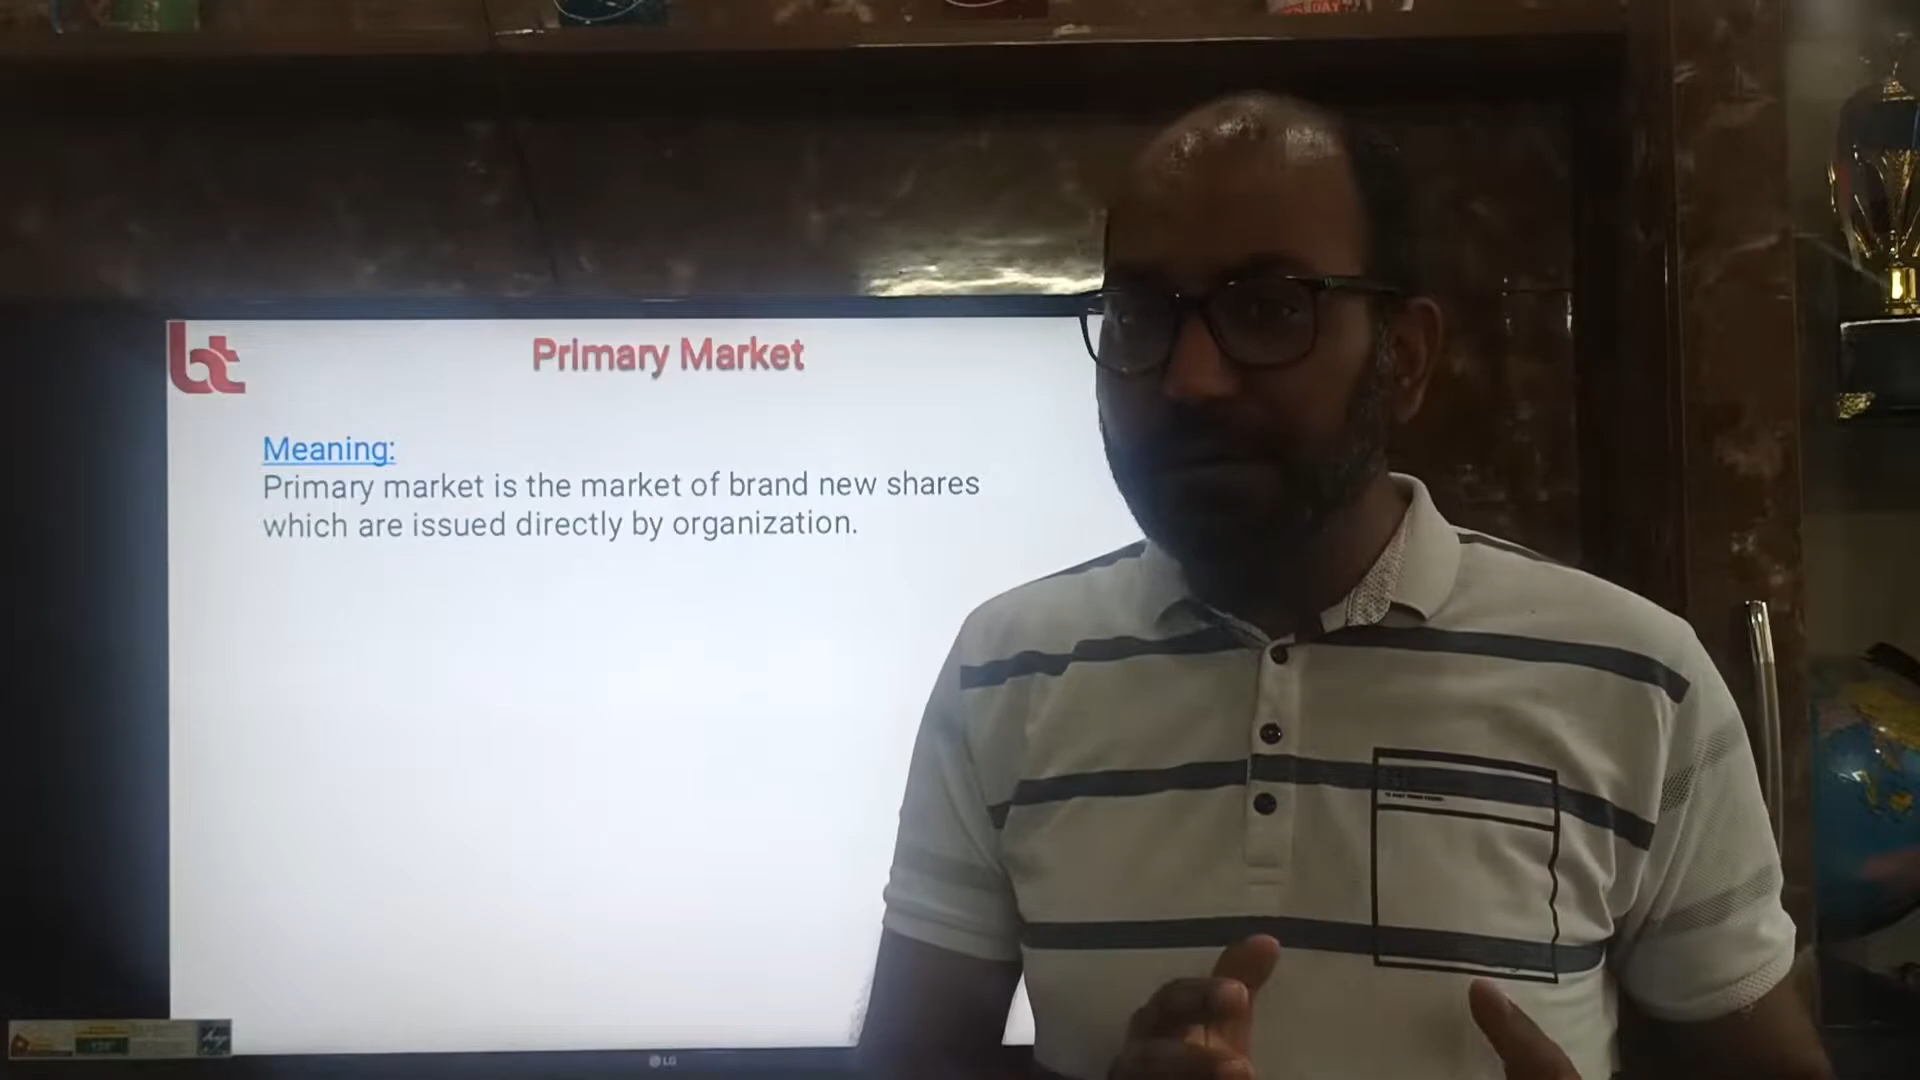 bt
Primary Market
Meaning:
Primary market is the market of brand new shares
which are issued directly by organization.
LG